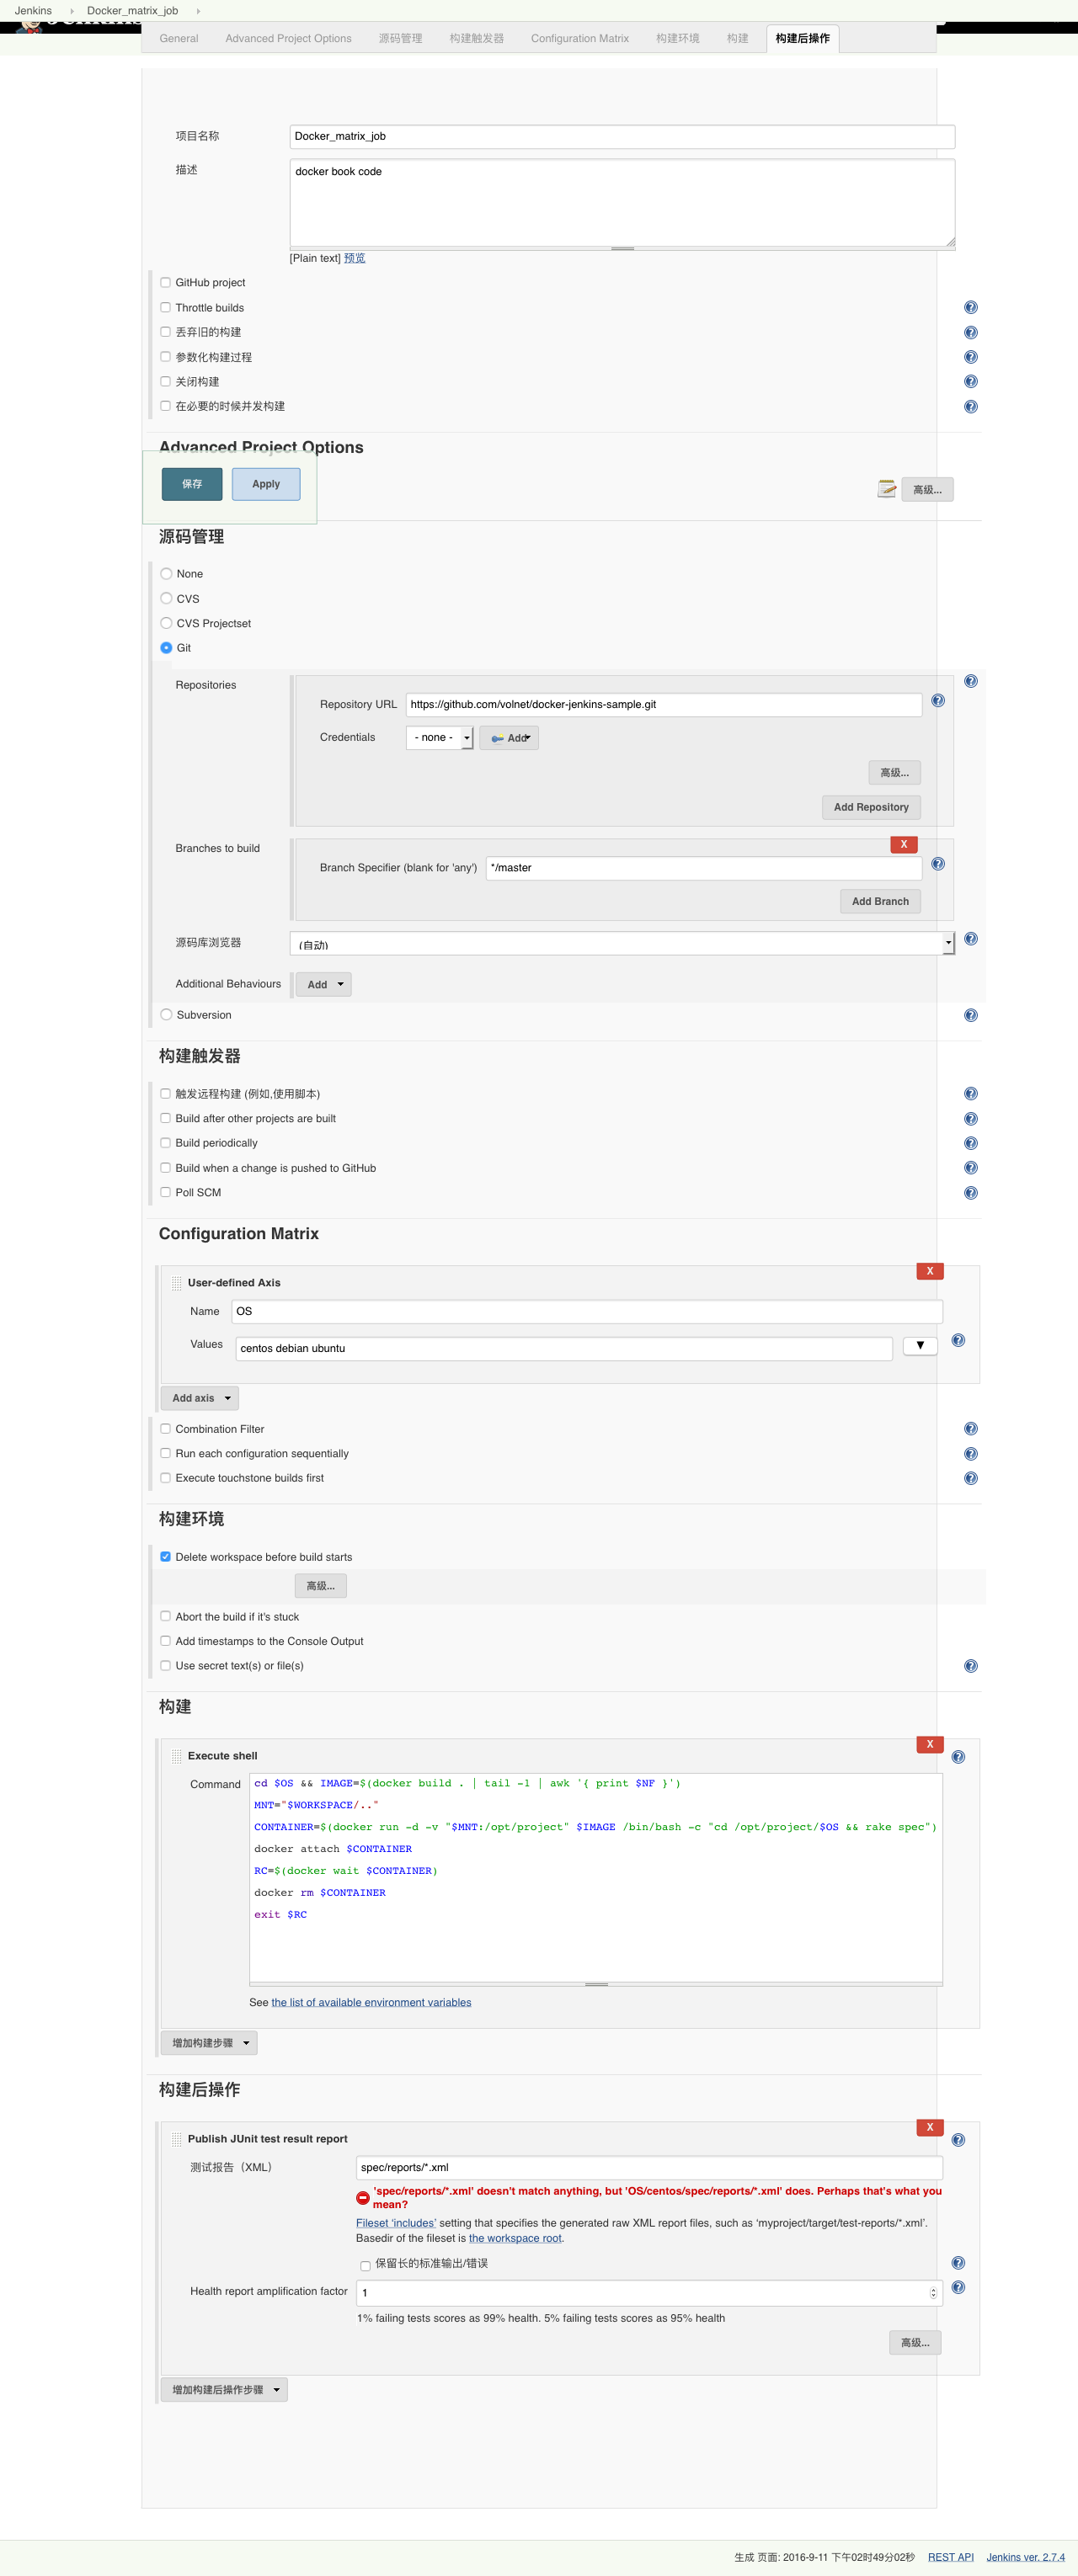 Jenkins
Docker_matrix_job
General
Advanced Project Options
源码管理
构建触发器
Configuration Matrix
构建环境
构建
构建后操作
项目名称
Docker_matrix_job
描述
docker book code
[Plain text] 预览
GitHub project
Throttle builds
丢弃旧的构建
参数化构建过程
关闭构建
在必要的时候并发构建
Advanced Project Options
保存
Apply
高级...
源码管理
None
CVS
CVS Projectset
Git
Repositories
Repository URL
https://github.com/volnet/docker-jenkins-sample.git
Credentials
- none -
Add
高级...
Add Repository
Branches to build
X
Branch Specifier (blank for 'any')
*/master
Add Branch
源码库浏览器
(自动)
Additional Behaviours
Add
Subversion
构建触发器
触发远程构建 (例如,使用脚本)
Build after other projects are built
Build periodically
Build when a change is pushed to GitHub
Poll SCM
Configuration Matrix
X
User-defined Axis
Name
OS
Values
centos debian ubuntu
Add axis
Combination Filter
Run each configuration sequentially
Execute touchstone builds first
构建环境
Delete workspace before build starts
高级...
Abort the build if it's stuck
Add timestamps to the Console Output
Use secret text(s) or file(s)
构建
X
Execute shell
Command
cd $OS && IMAGE=$(docker build . | tail -1 | awk '{ print $NF }')
MNT="$WORKSPACE/.."
CONTAINER=$(docker run -d -v "$MNT:/opt/project" $IMAGE /bin/bash -c "cd /opt/project/$OS && rake spec")
docker attach $CONTAINER
RC=$(docker wait $CONTAINER)
docker rm $CONTAINER
exit $RC
See the list of available environment variables
增加构建步骤
构建后操作
X
Publish JUnit test result report
测试报告（XML）
spec/reports/*.xml
'spec/reports/*.xml' doesn't match anything, but 'OS/centos/spec/reports/*.xml' does. Perhaps that's what you
mean?
Fileset 'includes' setting that specifies the generated raw XML report files, such as 'myproject/target/test-reports/*.xml'.
Basedir of the fileset is the workspace root.
保留长的标准输出/错误
Health report amplification factor
1
1% failing tests scores as 99% health. 5% failing tests scores as 95% health
高级...
增加构建后操作步骤
生成 页面: 2016-9-11 下午02时49分02秒
REST API
Jenkins ver. 2.7.4